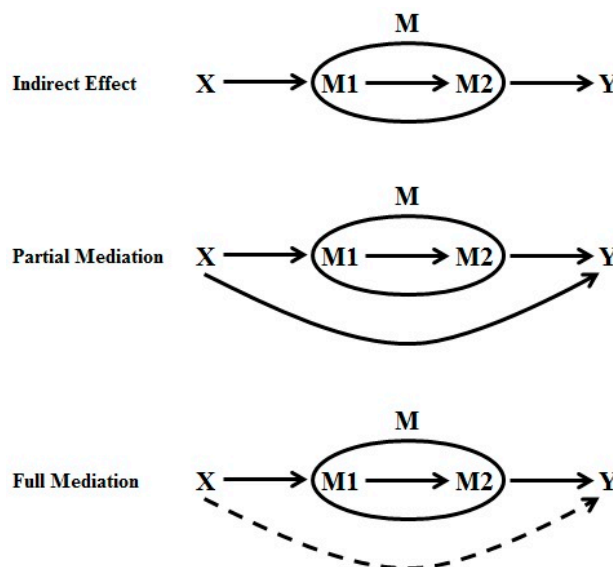 M
Indirect Effect X M1 M2 Y
M
Partial Mediation X M1 M2 Y
M
Full Mediation X M1 M2 Y